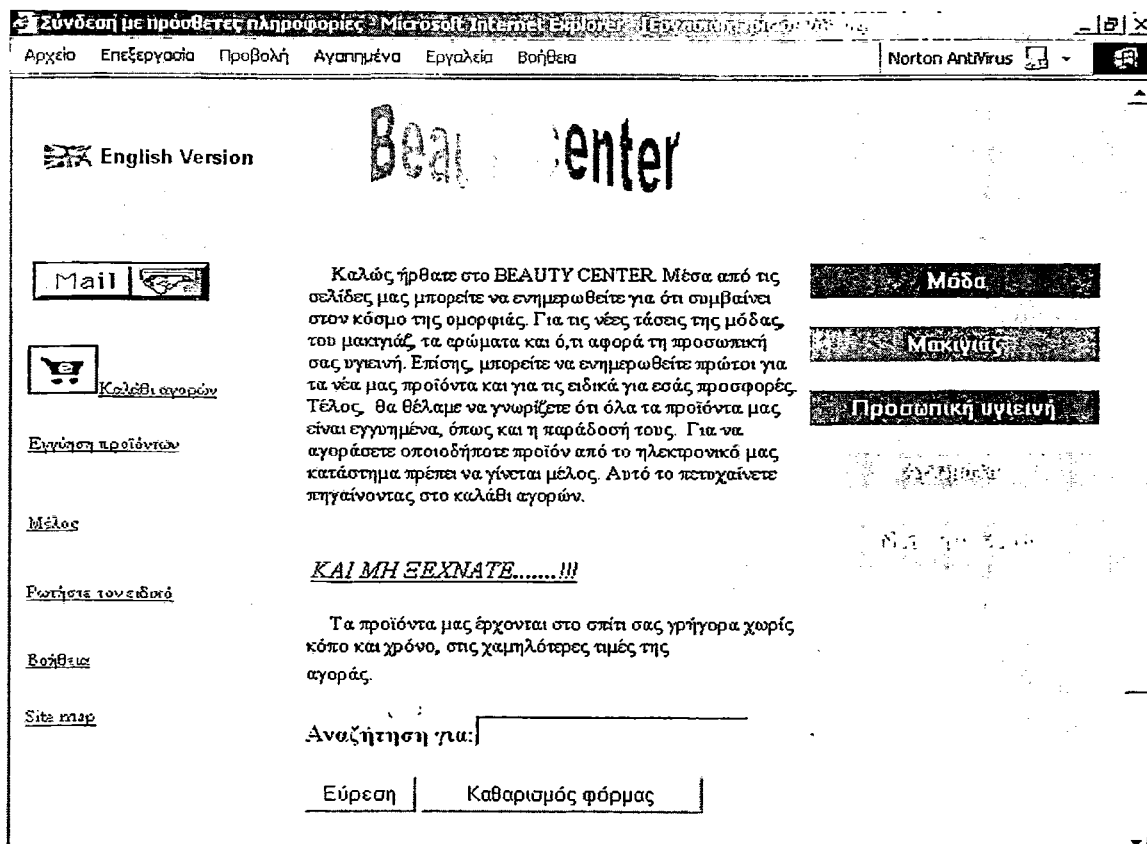 Σύνδεση με πρόσθετες πληροφορίες - Microsoft Internet Explorer
Αρχείο Επεξεργασία Προβολή Αγαπημένα Εργαλεία Βοήθεια Norton AntiVirus
English Version
Mail
Καλάθι αγορών
Εγγύηση προϊόντων
Μέλος
Ρωτήστε τον ειδικό
Βοήθεια
Site map
Καλώς ήρθατε στο BEAUTY CENTER. Μέσα από τις
σελίδες μας μπορείτε να ενημερωθείτε για ότι συμβαίνει
στον κόσμο της ομορφιάς. Για τις νέες τάσεις της μόδας,
του μακιγιάζ, τα αρώματα και ό,τι αφορά τη προσωπική
σας υγιεινή. Επίσης, μπορείτε να ενημερωθείτε πρώτοι για
τα νέα μας προϊόντα και για τις ειδικά για εσάς προσφορές.
Τέλος, θα θέλαμε να γνωρίζετε ότι όλα τα προϊόντα μας
είναι εγγυημένα, όπως και η παράδοσή τους. Για να
αγοράσετε οποιοδήποτε προϊόν από το ηλεκτρονικό μας
κατάστημα πρέπει να γίνεται μέλος. Αυτό το πετυχαίνετε
πηγαίνοντας στο καλάθι αγορών.
ΚΑΙ ΜΗ ΞΕΧΝΑΤΕ.......!!!
Τα προϊόντα μας έρχονται στο σπίτι σας γρήγορα χωρίς
κόπο και χρόνο, στις χαμηλότερες τιμές της
αγοράς.
Αναζήτηση για:
Εύρεση Καθαρισμός φόρμας
Μόδα
Μακιγιάζ
Προσωπική υγιεινή